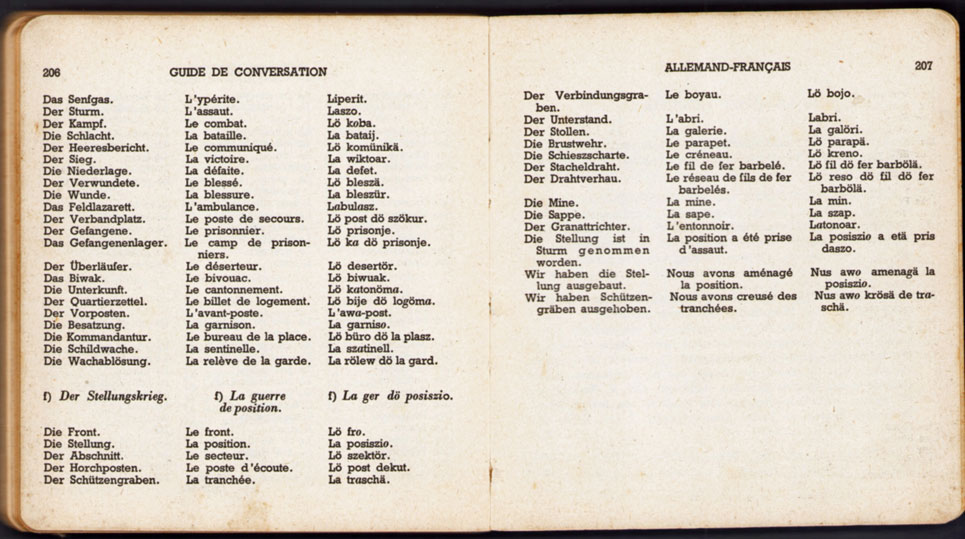 206 GUIDE DE CONVERSATION
Das Senfgas. L'ypérite. Liperit.
Der Sturm. L'assaut. Laszo.
Der Kampf. Le combat. Lö koba.
Die Schlacht. La bataille. La bataij.
Der Heeresbericht. Le communiqué. Lö komünikä.
Der Sieg. La victoire. La wiktoar.
Die Niederlage. La défaite. La defet.
Der Verwundete. Le blessé. Lö bleszä.
Die Wunde. La blessure. La bleszür.
Das Feldlazarett. L'ambulance. Labulasz.
Der Verbandplatz. Le poste de secours. Lö post dö szökur.
Der Gefangene. Le prisonnier. Lö prisonje.
Das Gefangenenlager. Le camp de prison- Lö ka dö prisonje.
niers.
Der Überläufer. Le déserteur. Lö desertör.
Das Biwak. Le bivouac. Lö biwuak.
Die Unterkunft. Le cantonnement. Lö katonöma.
Der Quartierzettel. Le billet de logement. Lö bije dö logöma.
Der Vorposten. L'avant-poste. L'awa-post.
Die Besatzung. La garnison. La garniso.
Die Kommandantur. Le bureau de la place. Lö büro dö la plasz.
Die Schildwache. La sentinelle. La szatinell.
Die Wachablösung. La relève de la garde. La rölew dö la gard.
f) Der Stellungskrieg. f) La guerre f) La ger dö posiszio.
de position.
Die Front. Le front. Lö fro.
Die Stellung. La position. La posiszio.
Der Abschnitt. Le secteur. Lö szektör.
Der Horchposten. Le poste d'écoute. Lö post dekut.
Der Schützengraben. La tranchée. La traschä.
ALLEMAND-FRANÇAIS 207
Der Verbindungsgra- Le boyau. Lö bojo.
ben.
Der Unterstand. L'abri. Labri.
Der Stollen. La galerie. La galöri.
Die Brustwehr. Le parapet. Lö parapä.
Die Schieszscharte. Le créneau. Lö kreno.
Der Stacheldraht. Le fil de fer barbelé. Lö fil dö fer barbölä.
Der Drahtverhau. Le réseau de fils de fer Lö reso dö fil dö fer
barbelés. barbölä.
Die Mine. La mine. La min.
Die Sappe. La sape. La szap.
Der Granattrichter. L'entonnoir. Latonoar.
Die Stellung ist in La position a été prise La posiszio a etä pris
Sturm genommen d'assaut. daszo.
worden.
Wir haben die Stel- Nous avons aménagé Nus awo amenagä la
lung ausgebaut. la position. posiszio.
Wir haben Schützen- Nous avons creusé des Nus awo krösä de tra-
gräben ausgehoben. tranchées. schä.